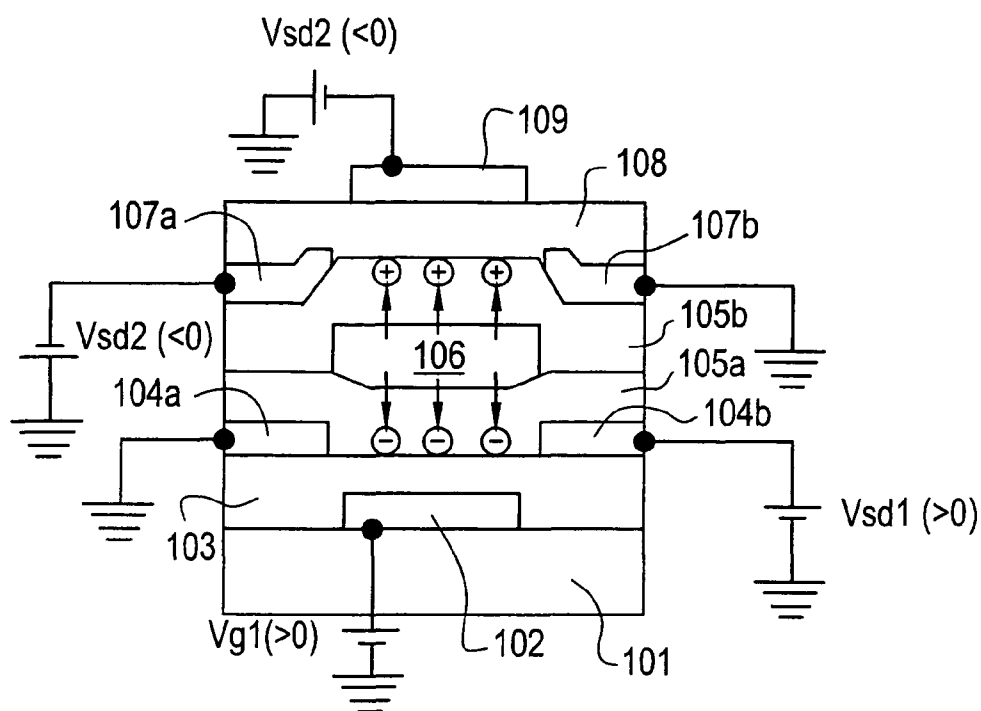 Vsd2 (<0)
109
108
107a
107b
Vsd2 (<0)
105b
106
105a
104a
104b
Vsd1 (>0)
103
Vg1(>0)
102
101
+ + +
− − −